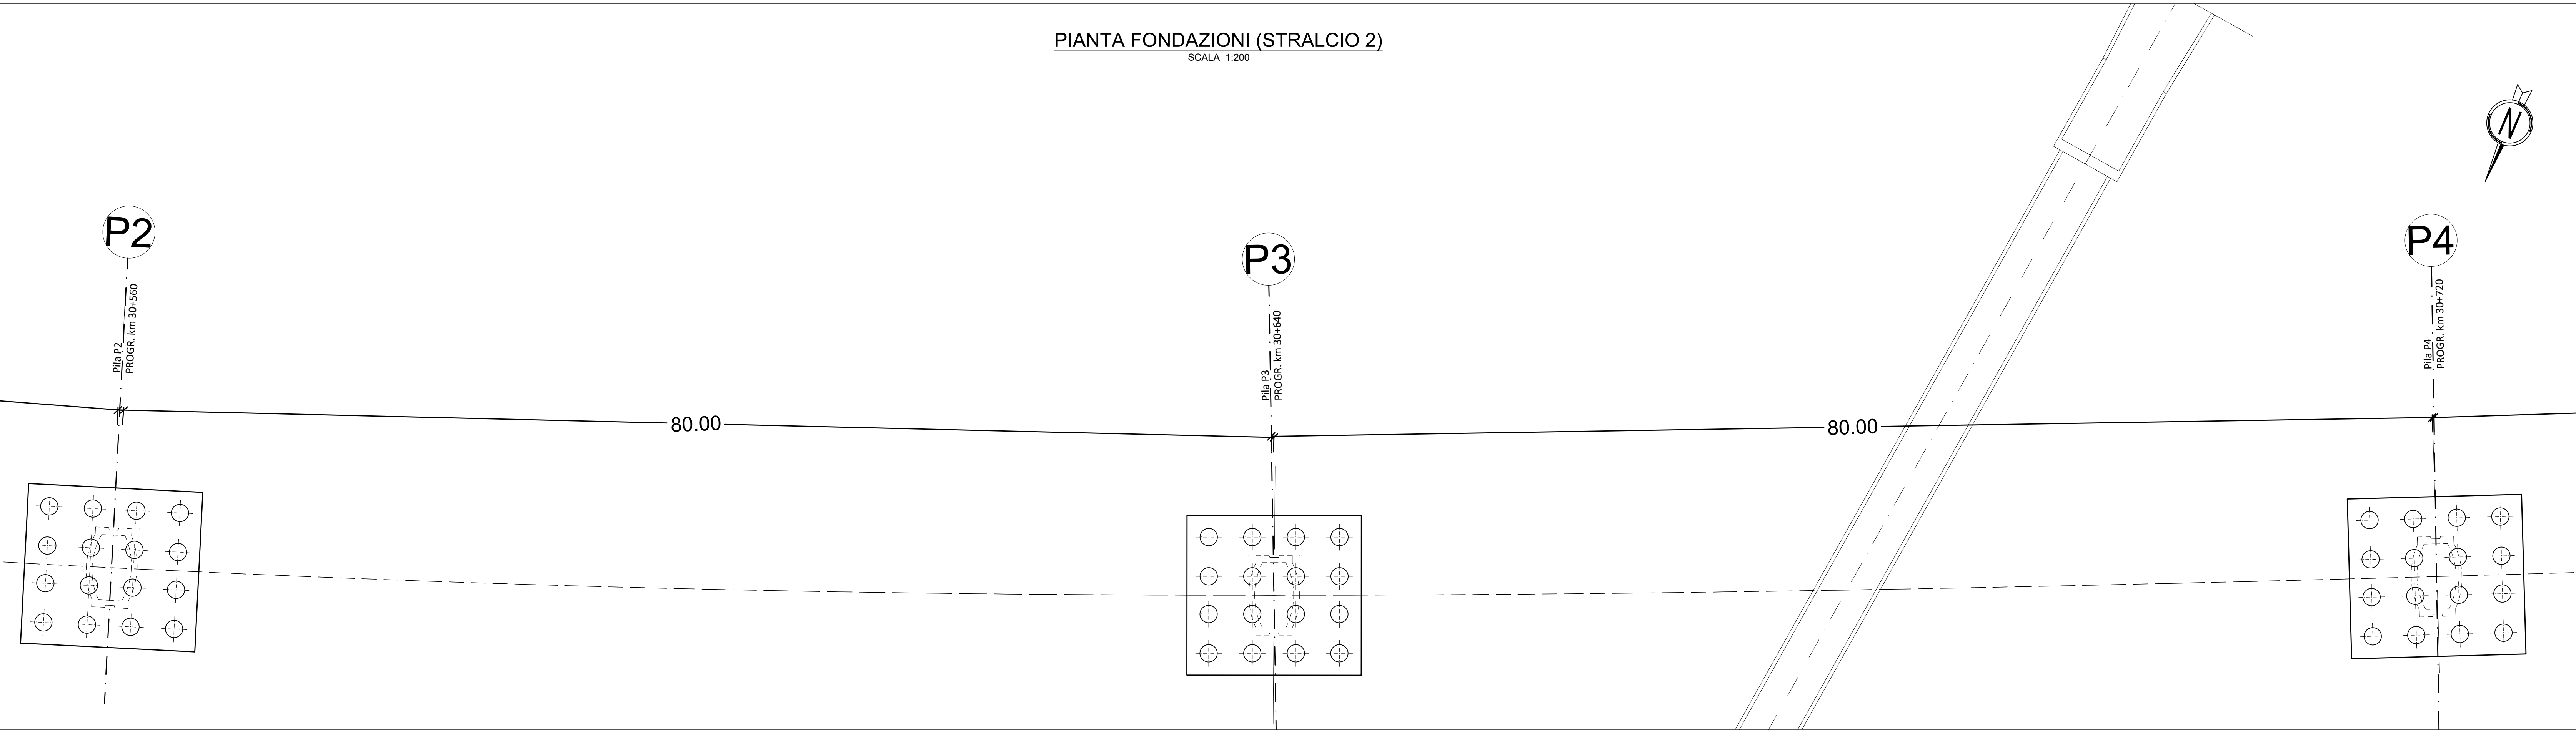 PIANTA FONDAZIONI (STRALCIO 2)
SCALA 1:200
N
P2
Pila P2
PROGR. km 30+560
P3
Pila P3
PROGR. km 30+640
P4
Pila P4
PROGR. km 30+720
80.00
80.00